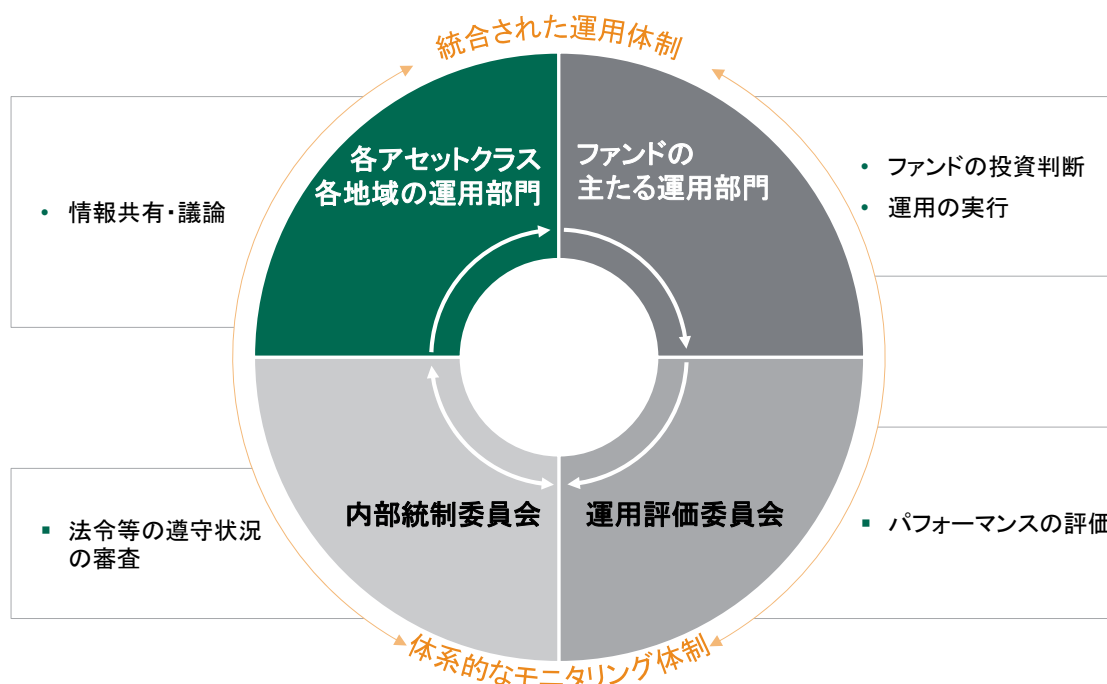 統合された運用体制
各アセットクラス
各地域の運用部門
ファンドの
主たる運用部門
• 情報共有・議論
• ファンドの投資判断
• 運用の実行
内部統制委員会
運用評価委員会
▪ 法令等の遵守状況
の審査
▪ パフォーマンスの評価
体系的なモニタリング体制